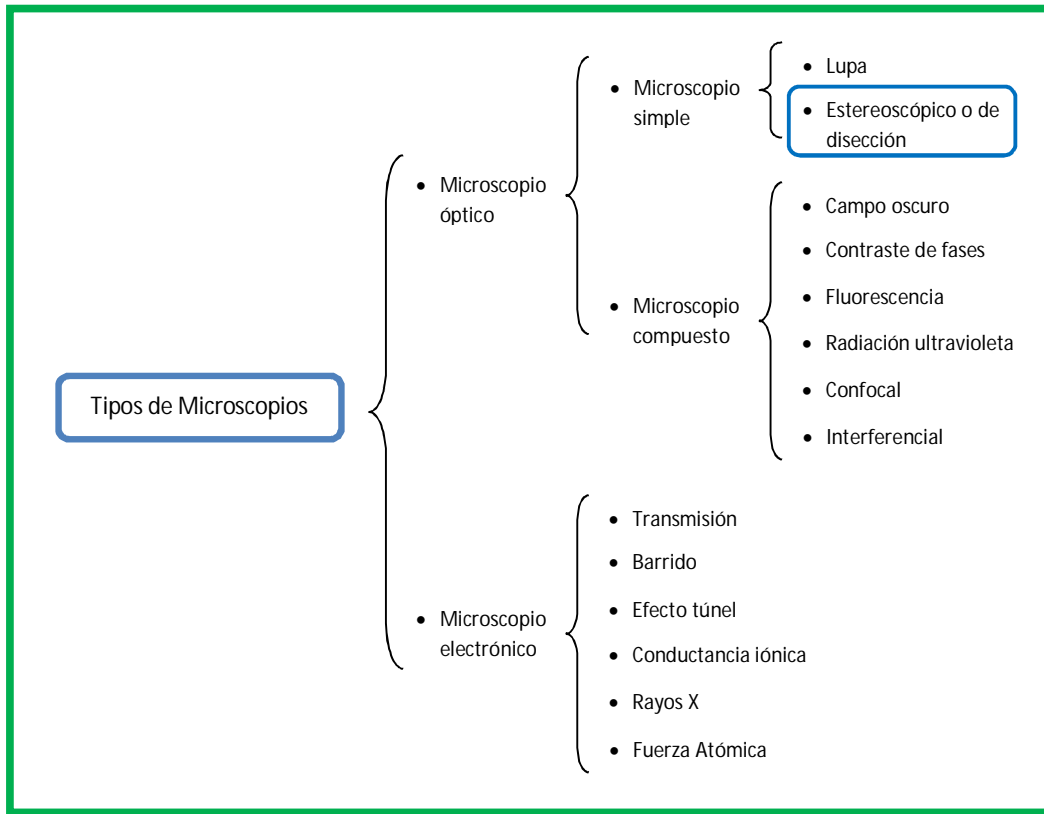 Tipos de Microscopios
• Microscopio
óptico
• Microscopio
simple
• Lupa
• Estereoscópico o de
disección
• Microscopio
compuesto
• Campo oscuro
• Contraste de fases
• Fluorescencia
• Radiación ultravioleta
• Confocal
• Interferencial
• Microscopio
electrónico
• Transmisión
• Barrido
• Efecto túnel
• Conductancia iónica
• Rayos X
• Fuerza Atómica